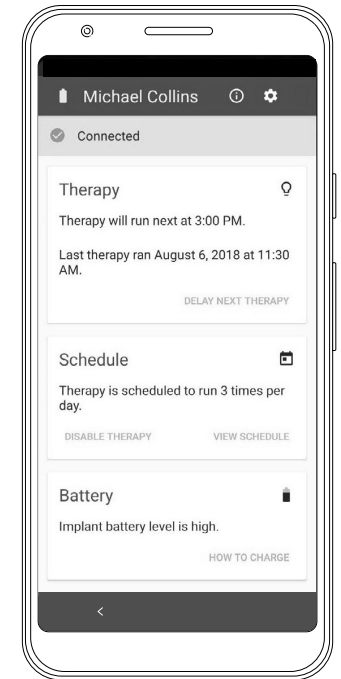 Michael Collins
Connected
Therapy
Therapy will run next at 3:00 PM.
Last therapy ran August 6, 2018 at 11:30
AM.
DELAY NEXT THERAPY
Schedule
Therapy is scheduled to run 3 times per
day.
DISABLE THERAPY VIEW SCHEDULE
Battery
Implant battery level is high.
HOW TO CHARGE